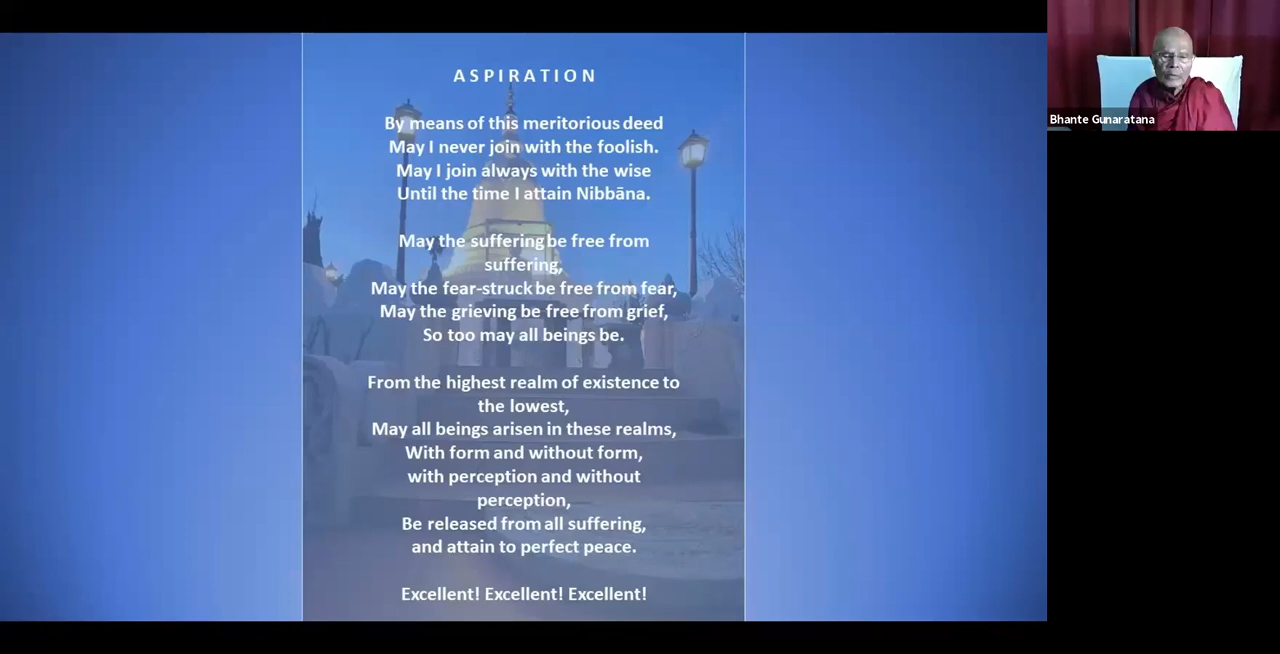 ASPIRATION
By means of this meritorious deed
May I never join with the foolish.
May I join always with the wise
Until the time I attain Nibbāna.
May the suffering be free from
suffering,
May the fear-struck be free from fear,
May the grieving be free from grief,
So too may all beings be.
From the highest realm of existence to
the lowest,
May all beings arisen in these realms,
With form and without form,
with perception and without
perception,
Be released from all suffering,
and attain to perfect peace.
Excellent! Excellent! Excellent!
Bhante Gunaratana